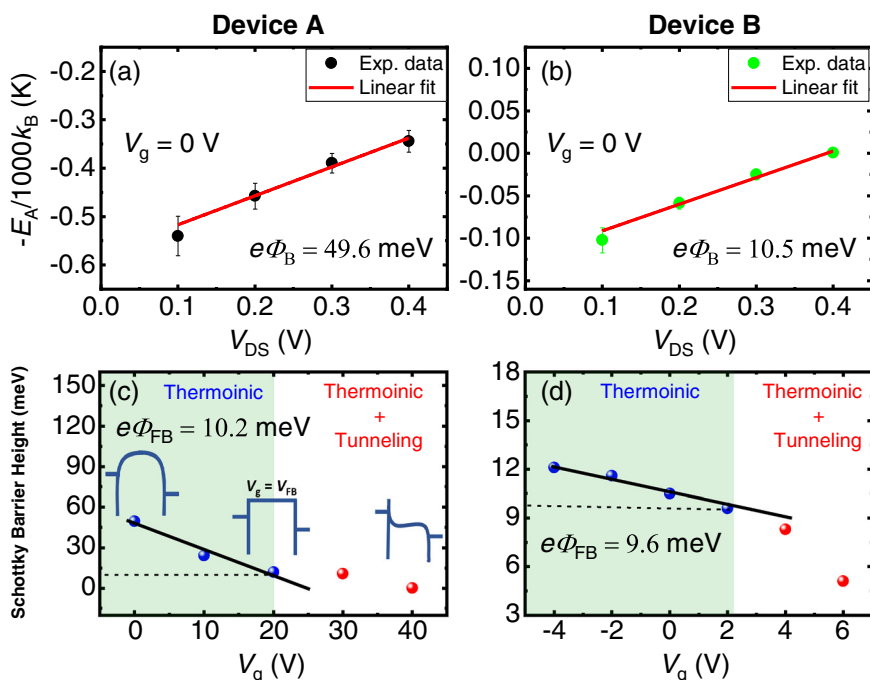 Device A
Device B
(a)
Exp. data
Linear fit
V_g = 0 V
eΦ_B = 49.6 meV
-0.2
-0.3
-0.4
-0.5
-0.6
-E_A/1000k_B (K)
0.0 0.1 0.2 0.3 0.4
V_DS (V)
(b)
Exp. data
Linear fit
V_g = 0 V
eΦ_B = 10.5 meV
0.10
0.05
0.00
-0.05
-0.10
-0.15
0.0 0.1 0.2 0.3 0.4
V_DS (V)
(c)
Thermoinic
Thermoinic
+
Tunneling
eΦ_FB = 10.2 meV
V_g = V_FB
150
120
90
60
30
0
Schottky Barrier Height (meV)
0 10 20 30 40
V_g (V)
(d)
Thermoinic
Thermoinic
+
Tunneling
eΦ_FB = 9.6 meV
18
15
12
9
6
3
-4 -2 0 2 4 6
V_g (V)